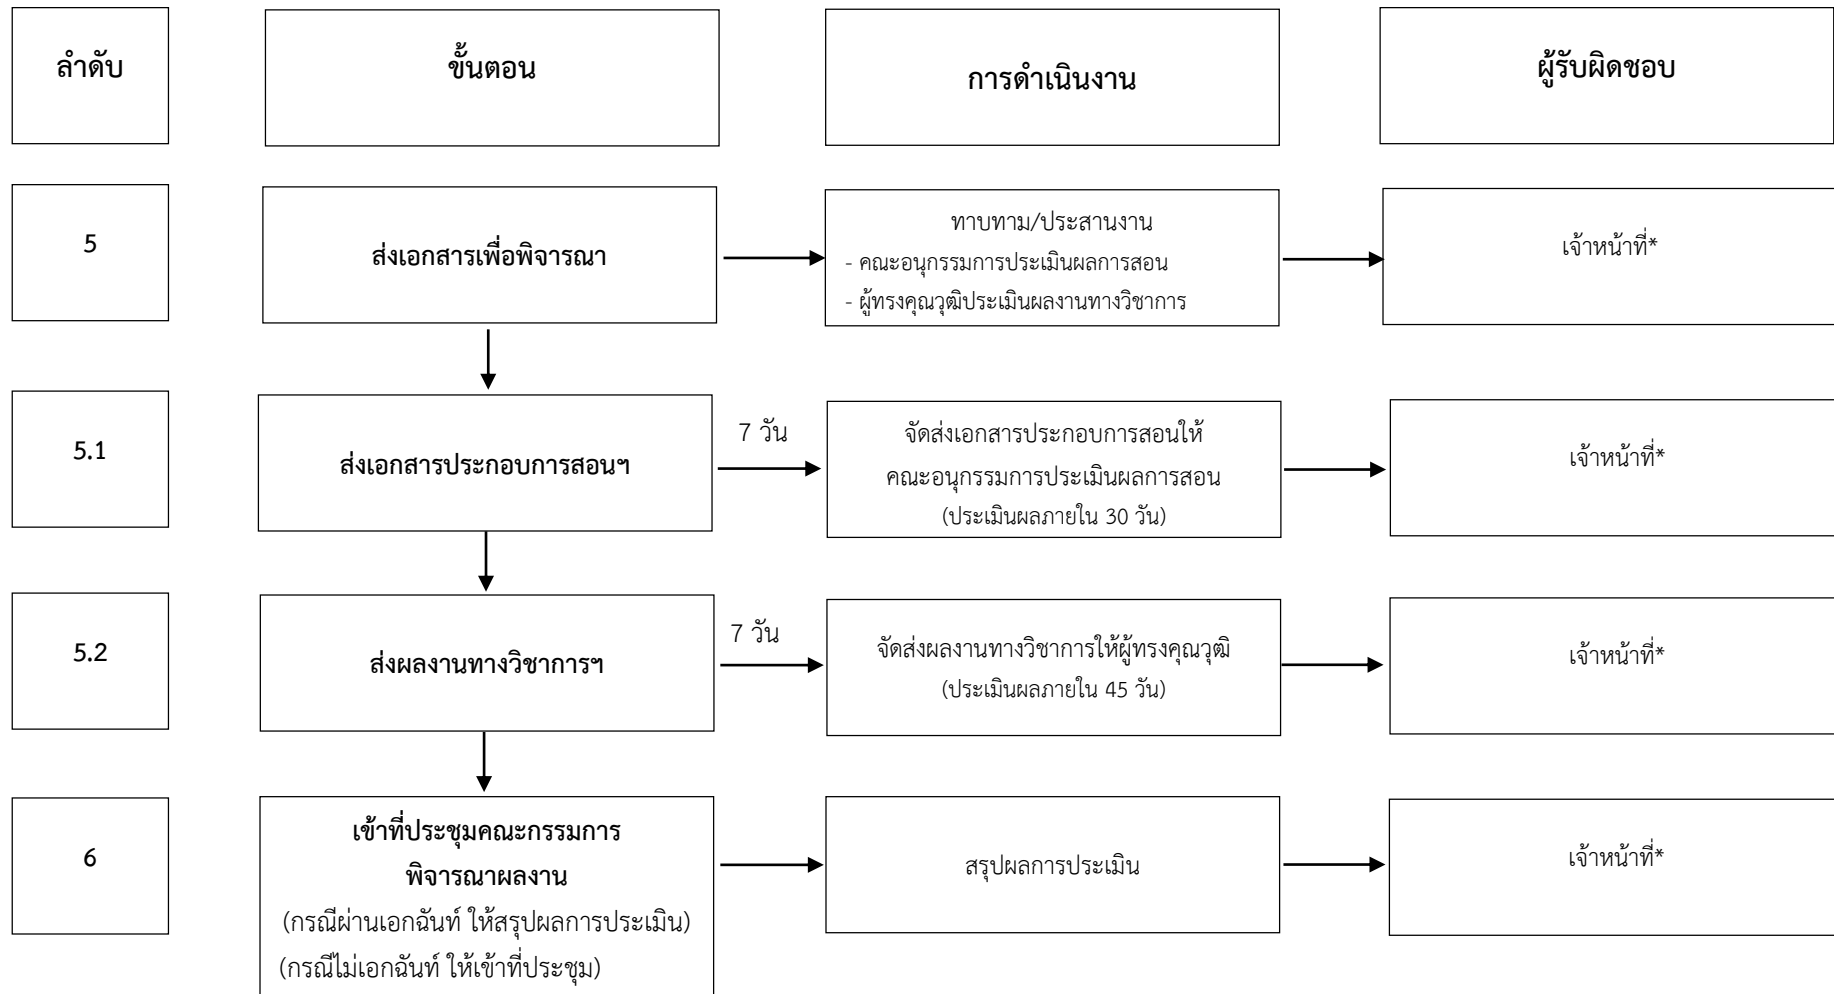 ลำดับ
ขั้นตอน
การดำเนินงาน
ผู้รับผิดชอบ
5
ส่งเอกสารเพื่อพิจารณา
ทาบทาม/ประสานงาน
- คณะอนุกรรมการประเมินผลการสอน
- ผู้ทรงคุณวุฒิประเมินผลงานทางวิชาการ
เจ้าหน้าที่*
5.1
ส่งเอกสารประกอบการสอนฯ
7 วัน
จัดส่งเอกสารประกอบการสอนให้
คณะอนุกรรมการประเมินผลการสอน
(ประเมินผลภายใน 30 วัน)
เจ้าหน้าที่*
5.2
ส่งผลงานทางวิชาการฯ
7 วัน
จัดส่งผลงานทางวิชาการให้ผู้ทรงคุณวุฒิ
(ประเมินผลภายใน 45 วัน)
เจ้าหน้าที่*
6
เข้าที่ประชุมคณะกรรมการ
พิจารณาผลงาน
(กรณีผ่านเอกฉันท์ ให้สรุปผลการประเมิน)
(กรณีไม่เอกฉันท์ ให้เข้าที่ประชุม)
สรุปผลการประเมิน
เจ้าหน้าที่*